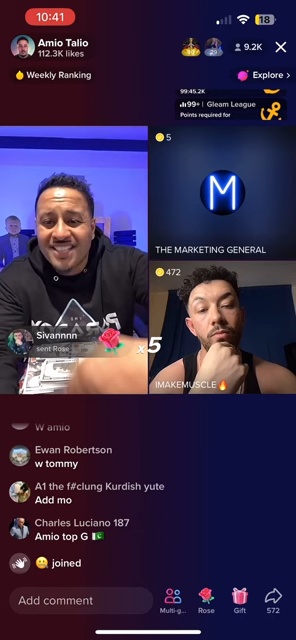 10:41
18
Amio Talio
112.3K likes
9.2K
Weekly Ranking
Explore >
99:45.2K
99+ | Gleam League
Points required for
5
M
THE MARKETING GENERAL
472
Sivannnn
sent Rose
x5
IMAKEMUSCLE
W amio
Ewan Robertson
w tommy
A1 the f#clung Kurdish yute
Add mo
Charles Luciano 187
Amio top G
joined
Add comment
Multi-g...
Rose
Gift
572